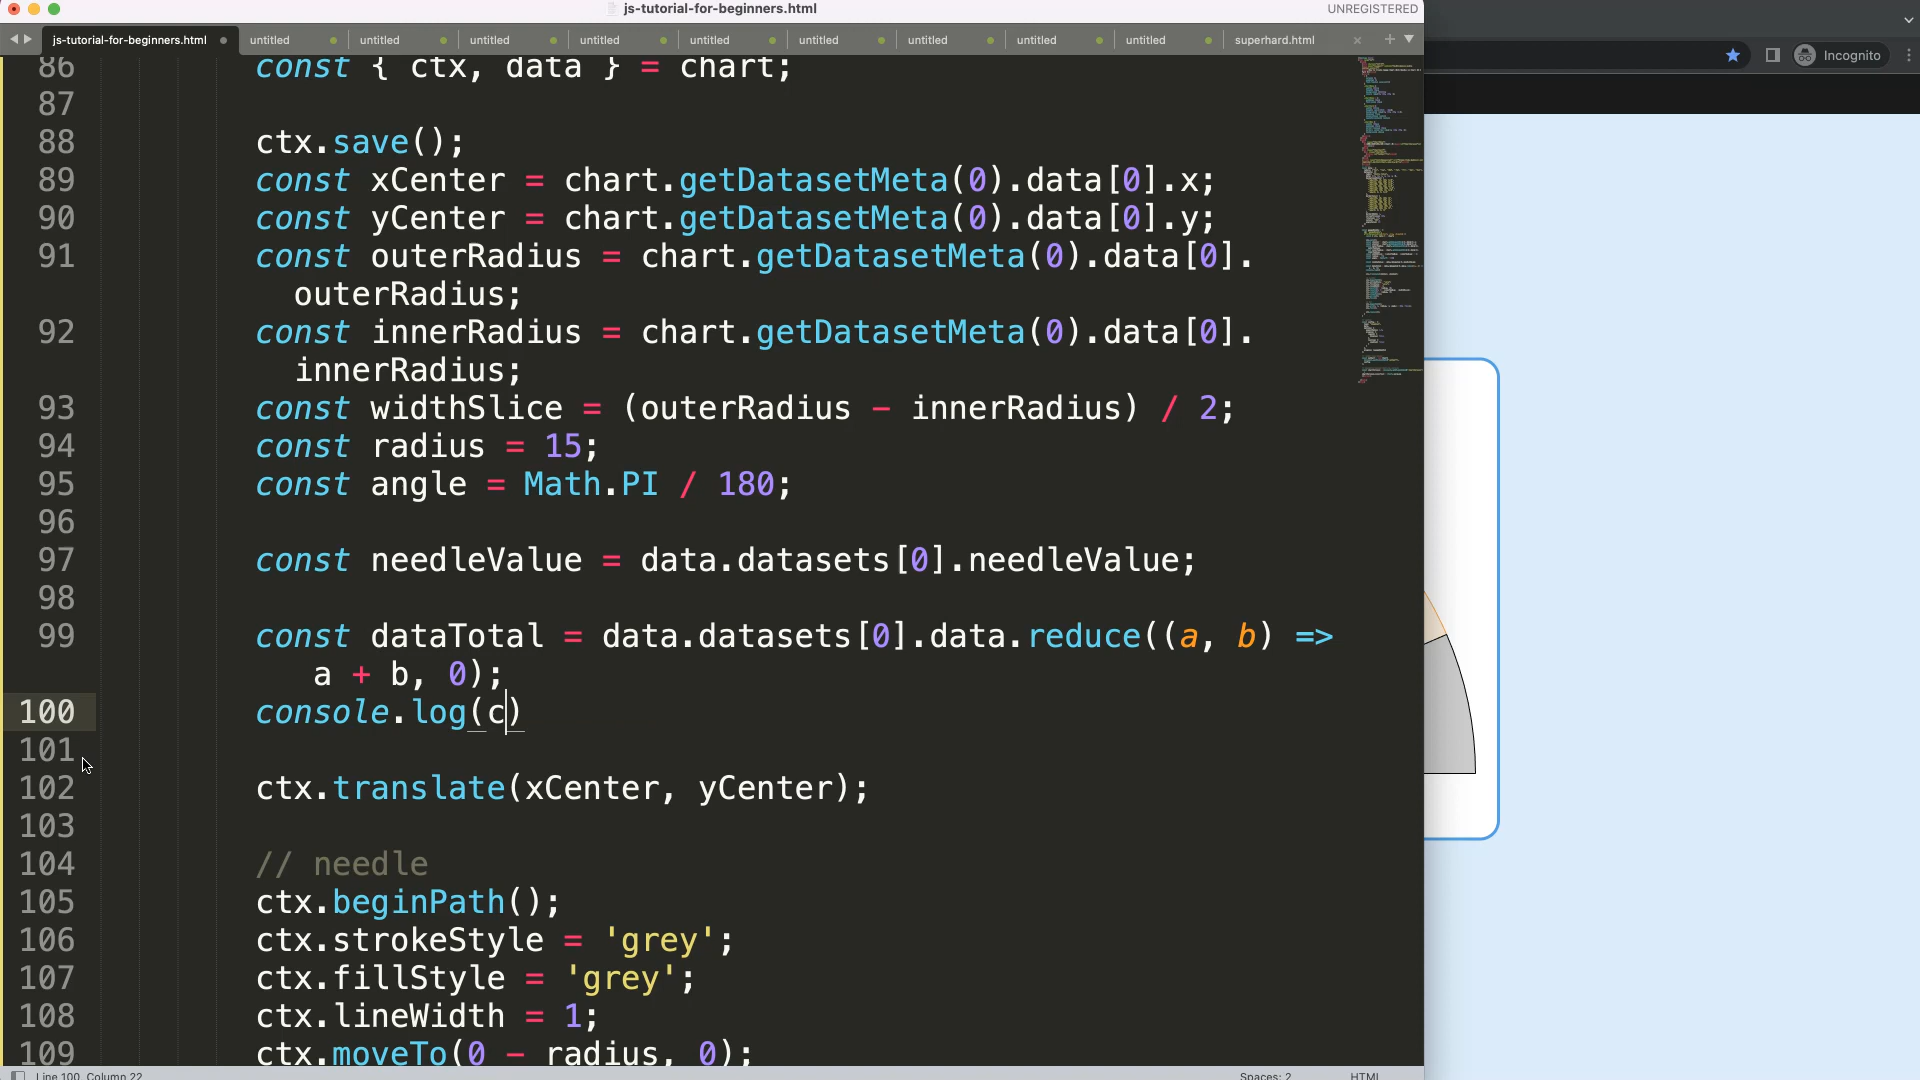 js-tutorial-for-beginners.html
UNREGISTERED
js-tutorial-for-beginners.html untitled untitled untitled untitled untitled untitled untitled untitled untitled superhard.html
Incognito
86 const { ctx, data } = chart;
87
88 ctx.save();
89 const xCenter = chart.getDatasetMeta(0).data[0].x;
90 const yCenter = chart.getDatasetMeta(0).data[0].y;
91 const outerRadius = chart.getDatasetMeta(0).data[0].
outerRadius;
92 const innerRadius = chart.getDatasetMeta(0).data[0].
innerRadius;
93 const widthSlice = (outerRadius - innerRadius) / 2;
94 const radius = 15;
95 const angle = Math.PI / 180;
96
97 const needleValue = data.datasets[0].needleValue;
98
99 const dataTotal = data.datasets[0].data.reduce((a, b) =>
a + b, 0);
100 console.log(c)
101
102 ctx.translate(xCenter, yCenter);
103
104 // needle
105 ctx.beginPath();
106 ctx.strokeStyle = 'grey';
107 ctx.fillStyle = 'grey';
108 ctx.lineWidth = 1;
109 ctx.moveTo(0 - radius, 0);
Line 100, Column 22
Spaces: 2
HTML